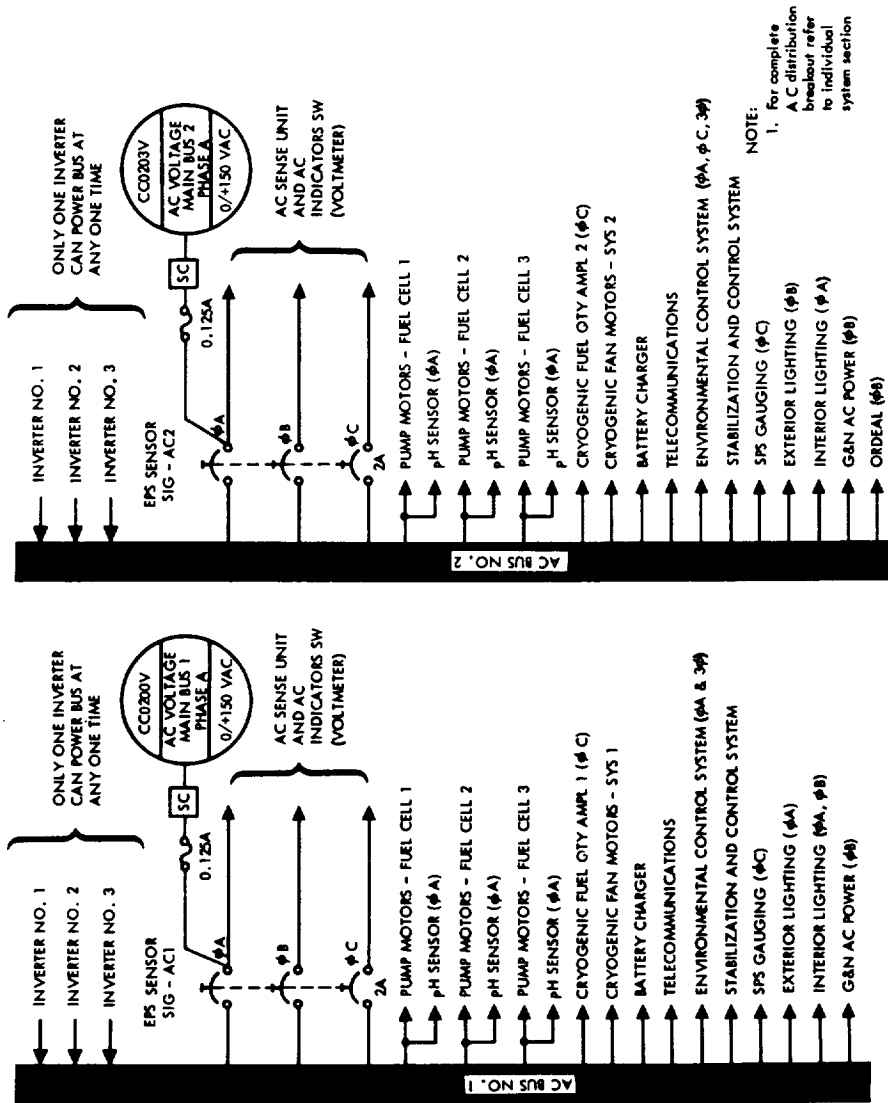 INVERTER NO. 1
INVERTER NO. 2
INVERTER NO. 3
ONLY ONE INVERTER
CAN POWER BUS AT
ANY ONE TIME
EPS SENSOR
SIG - AC1
ϕA
ϕB
ϕC
2A
0.125A
SC
CC0200V
AC VOLTAGE
MAIN BUS 1
PHASE A
0/+150 VAC
AC SENSE UNIT
AND AC
INDICATORS SW
(VOLTMETER)
PUMP MOTORS - FUEL CELL 1
pH SENSOR (ϕA)
PUMP MOTORS - FUEL CELL 2
pH SENSOR (ϕA)
PUMP MOTORS - FUEL CELL 3
pH SENSOR (ϕA)
CRYOGENIC FUEL QTY AMPL 1 (ϕC)
CRYOGENIC FAN MOTORS - SYS 1
BATTERY CHARGER
TELECOMMUNICATIONS
ENVIRONMENTAL CONTROL SYSTEM (ϕA & 3ϕ)
STABILIZATION AND CONTROL SYSTEM
SPS GAUGING (ϕC)
EXTERIOR LIGHTING (ϕA)
INTERIOR LIGHTING (ϕA, ϕB)
G&N AC POWER (ϕB)
AC BUS NO. 1
INVERTER NO. 1
INVERTER NO. 2
INVERTER NO. 3
ONLY ONE INVERTER
CAN POWER BUS AT
ANY ONE TIME
EPS SENSOR
SIG - AC2
ϕA
ϕB
ϕC
2A
0.125A
SC
CC0203V
AC VOLTAGE
MAIN BUS 2
PHASE A
0/+150 VAC
AC SENSE UNIT
AND AC
INDICATORS SW
(VOLTMETER)
PUMP MOTORS - FUEL CELL 1
pH SENSOR (ϕA)
PUMP MOTORS - FUEL CELL 2
pH SENSOR (ϕA)
PUMP MOTORS - FUEL CELL 3
pH SENSOR (ϕA)
CRYOGENIC FUEL QTY AMPL 2 (ϕC)
CRYOGENIC FAN MOTORS - SYS 2
BATTERY CHARGER
TELECOMMUNICATIONS
ENVIRONMENTAL CONTROL SYSTEM (ϕA, ϕC, 3ϕ)
STABILIZATION AND CONTROL SYSTEM
SPS GAUGING (ϕC)
EXTERIOR LIGHTING (ϕB)
INTERIOR LIGHTING (ϕA)
G&N AC POWER (ϕB)
ORDEAL (ϕB)
AC BUS NO. 2
NOTE:
1. For complete
A C distribution
breakout refer
to individual
system section